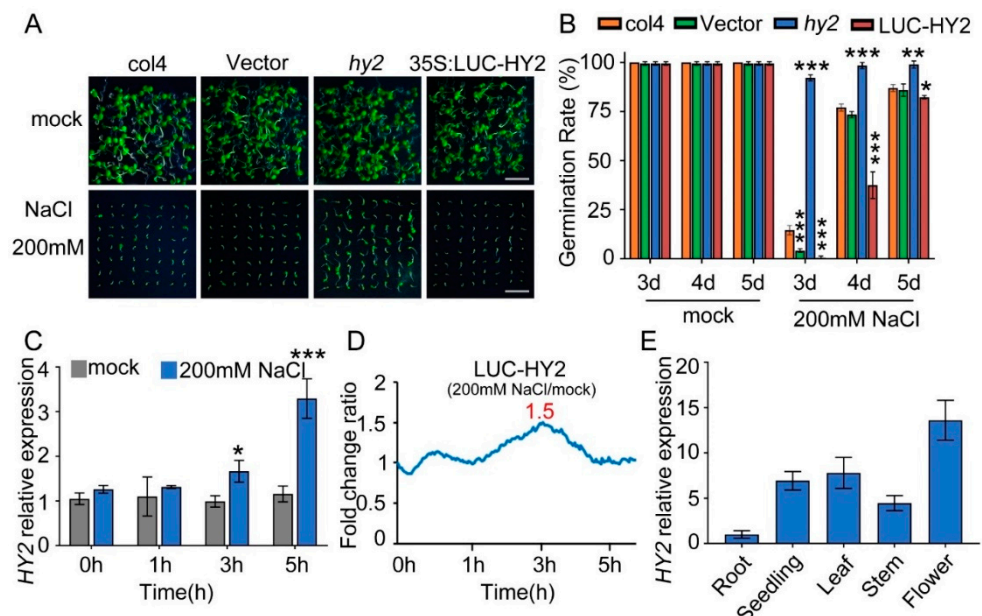 A
col4 Vector hy2 35S:LUC-HY2
mock
NaCl
200mM
B
col4 Vector hy2 LUC-HY2
Germination Rate (%)
100
75
50
25
0
*** *** ** *
*** *** ***
3d 4d 5d 3d 4d 5d
mock 200mM NaCl
C
mock 200mM NaCl
HY2 relative expression
4
3
2
1
0
* ***
0h 1h 3h 5h
Time(h)
D
LUC-HY2
(200mM NaCl/mock)
1.5
Fold change ratio
2
1
0
0h 1h 3h 5h
Time(h)
E
HY2 relative expression
20
15
10
5
0
Root Seedling Leaf Stem Flower